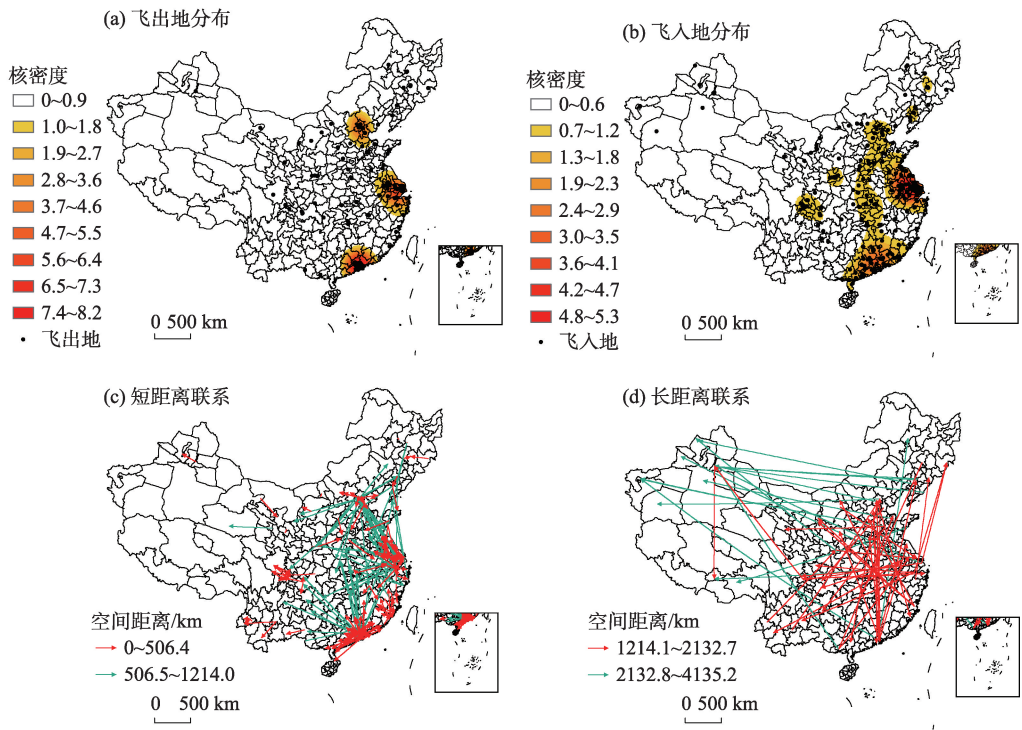 (a) 飞出地分布
核密度
0~0.9
1.0~1.8
1.9~2.7
2.8~3.6
3.7~4.6
4.7~5.5
5.6~6.4
6.5~7.3
7.4~8.2
飞出地
0 500 km
(b) 飞入地分布
核密度
0~0.6
0.7~1.2
1.3~1.8
1.9~2.3
2.4~2.9
3.0~3.5
3.6~4.1
4.2~4.7
4.8~5.3
飞入地
0 500 km
(c) 短距离联系
空间距离/km
0~506.4
506.5~1214.0
0 500 km
(d) 长距离联系
空间距离/km
1214.1~2132.7
2132.8~4135.2
0 500 km